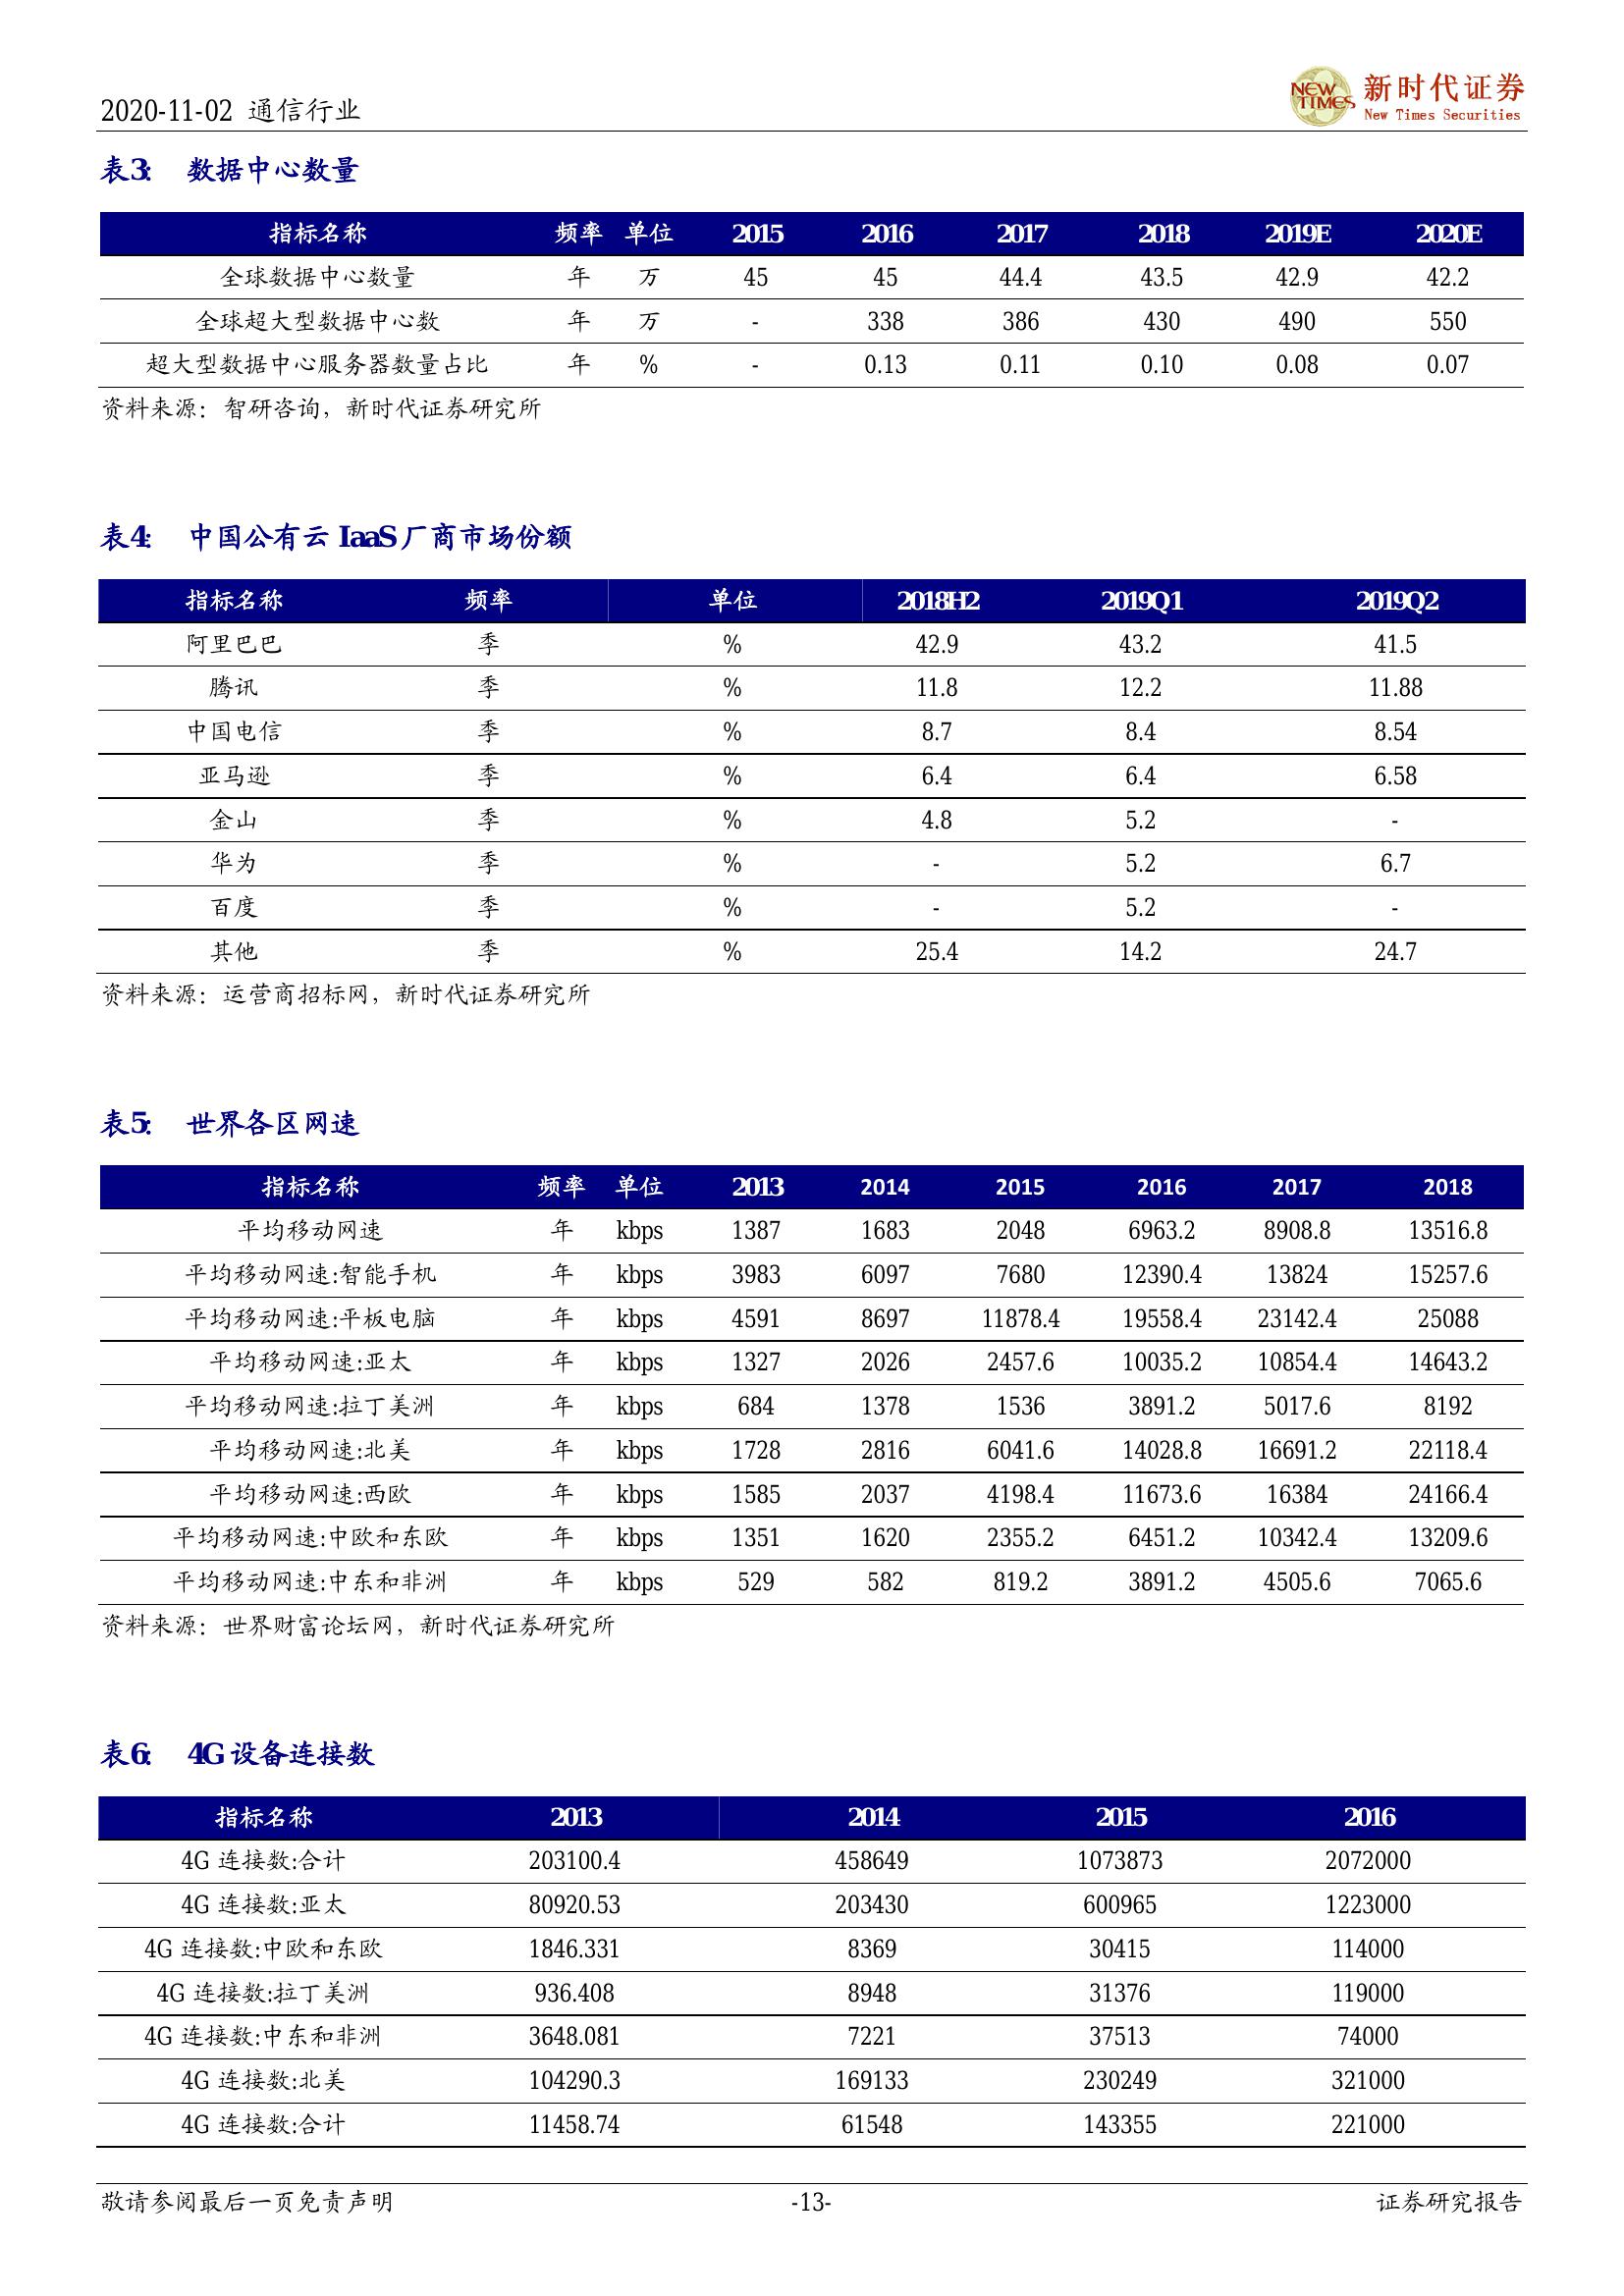 2020-11-02 通信行业
NEW TIMES 新时代证券
New Times Securities
表3: 数据中心数量
指标名称 频率 单位 2015 2016 2017 2018 2019E 2020E
全球数据中心数量 年 万 45 45 44.4 43.5 42.9 42.2
全球超大型数据中心数 年 万 - 338 386 430 490 550
超大型数据中心服务器数量占比 年 % - 0.13 0.11 0.10 0.08 0.07
资料来源：智研咨询，新时代证券研究所
表4: 中国公有云 IaaS 厂商市场份额
指标名称 频率 单位 2018H2 2019Q1 2019Q2
阿里巴巴 季 % 42.9 43.2 41.5
腾讯 季 % 11.8 12.2 11.88
中国电信 季 % 8.7 8.4 8.54
亚马逊 季 % 6.4 6.4 6.58
金山 季 % 4.8 5.2 -
华为 季 % - 5.2 6.7
百度 季 % - 5.2 -
其他 季 % 25.4 14.2 24.7
资料来源：运营商招标网，新时代证券研究所
表5: 世界各区网速
指标名称 频率 单位 2013 2014 2015 2016 2017 2018
平均移动网速 年 kbps 1387 1683 2048 6963.2 8908.8 13516.8
平均移动网速:智能手机 年 kbps 3983 6097 7680 12390.4 13824 15257.6
平均移动网速:平板电脑 年 kbps 4591 8697 11878.4 19558.4 23142.4 25088
平均移动网速:亚太 年 kbps 1327 2026 2457.6 10035.2 10854.4 14643.2
平均移动网速:拉丁美洲 年 kbps 684 1378 1536 3891.2 5017.6 8192
平均移动网速:北美 年 kbps 1728 2816 6041.6 14028.8 16691.2 22118.4
平均移动网速:西欧 年 kbps 1585 2037 4198.4 11673.6 16384 24166.4
平均移动网速:中欧和东欧 年 kbps 1351 1620 2355.2 6451.2 10342.4 13209.6
平均移动网速:中东和非洲 年 kbps 529 582 819.2 3891.2 4505.6 7065.6
资料来源：世界财富论坛网，新时代证券研究所
表6: 4G 设备连接数
指标名称 2013 2014 2015 2016
4G 连接数:合计 203100.4 458649 1073873 2072000
4G 连接数:亚太 80920.53 203430 600965 1223000
4G 连接数:中欧和东欧 1846.331 8369 30415 114000
4G 连接数:拉丁美洲 936.408 8948 31376 119000
4G 连接数:中东和非洲 3648.081 7221 37513 74000
4G 连接数:北美 104290.3 169133 230249 321000
4G 连接数:合计 11458.74 61548 143355 221000
敬请参阅最后一页免责声明 -13- 证券研究报告